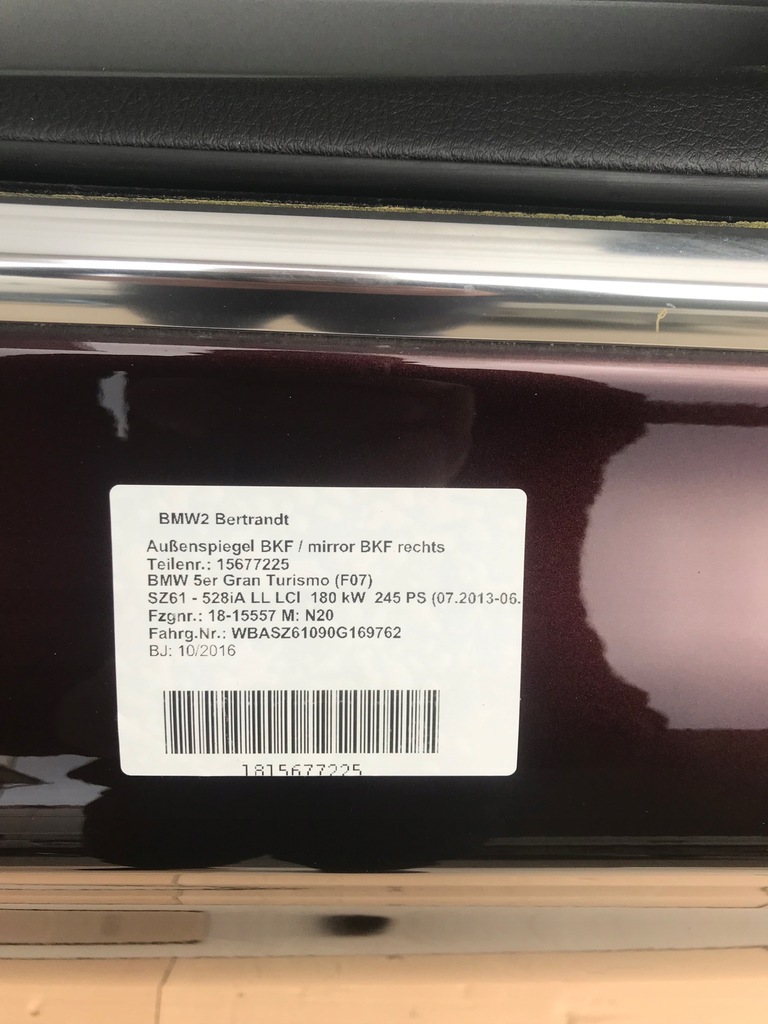 BMW2 Bertrandt
Außenspiegel BKF / mirror BKF rechts
Teilenr.: 15677225
BMW 5er Gran Turismo (F07)
SZ61 - 528iA LL LCI 180 kW 245 PS (07.2013-06.
Fzgnr.: 18-15557 M: N20
Fahrg.Nr.: WBASZ61090G169762
BJ: 10/2016
1815677225